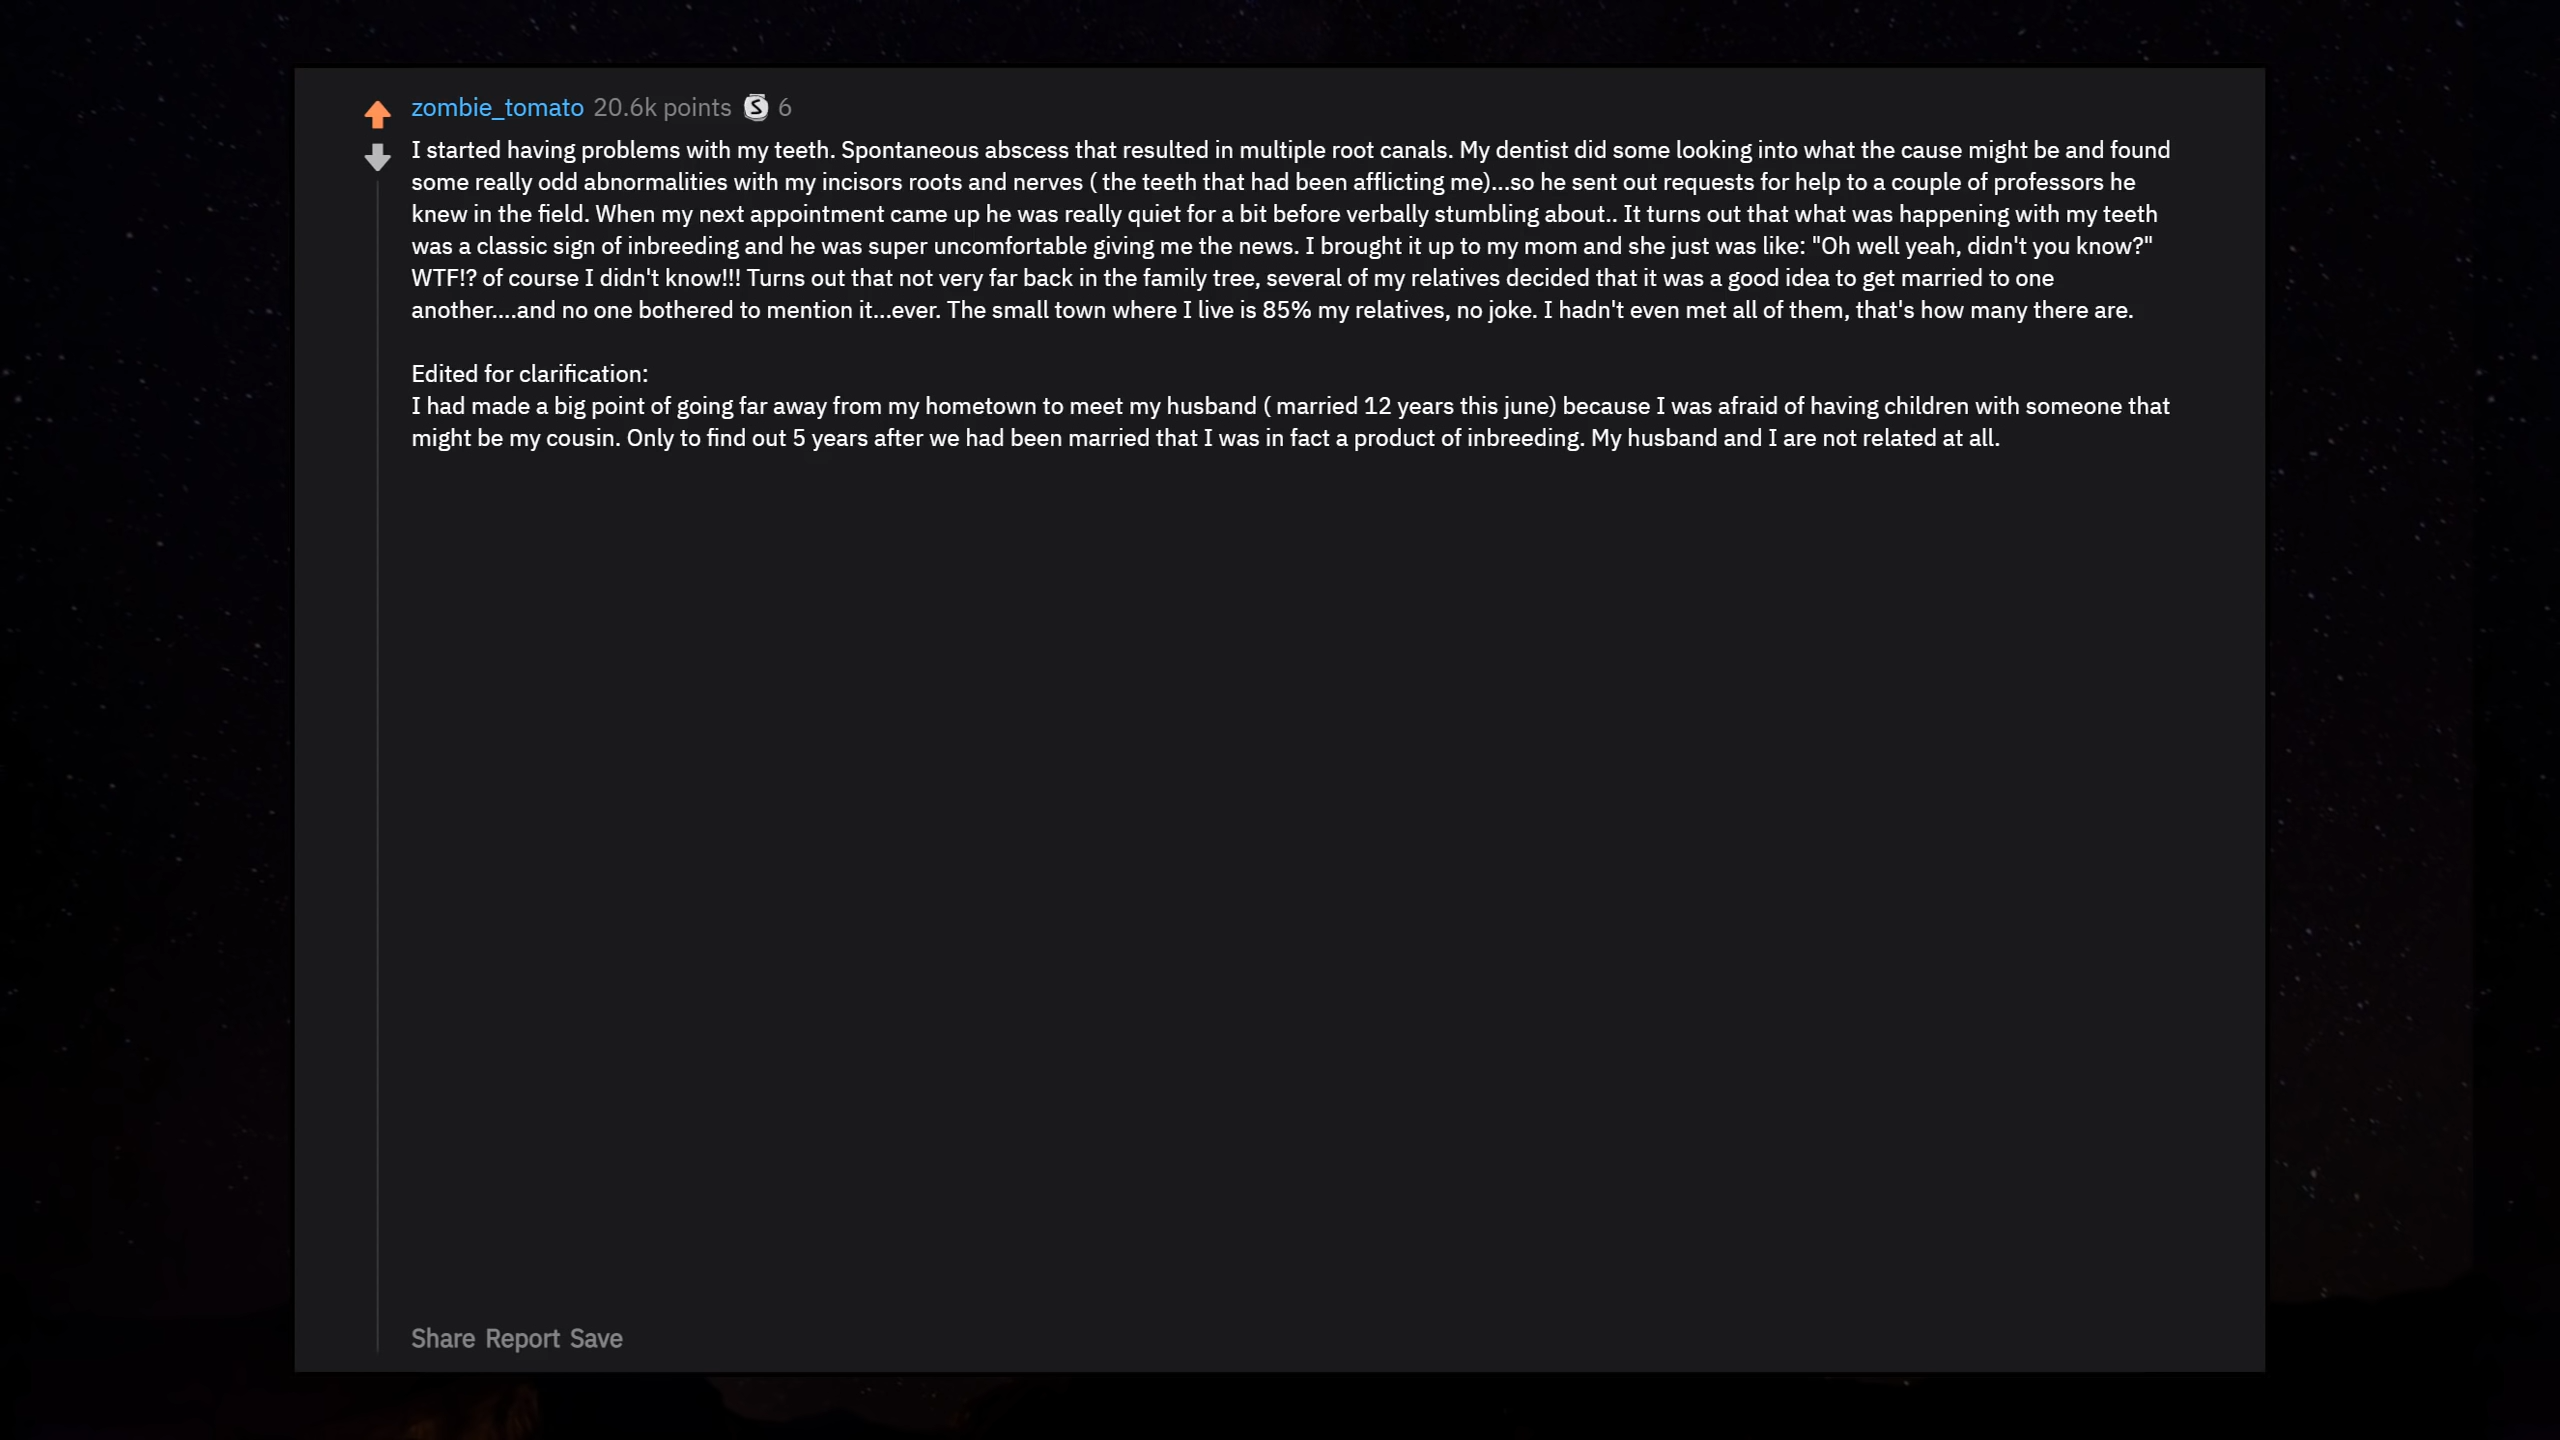 zombie_tomato 20.6k points S 6
I started having problems with my teeth. Spontaneous abscess that resulted in multiple root canals. My dentist did some looking into what the cause might be and found
some really odd abnormalities with my incisors roots and nerves ( the teeth that had been afflicting me)...so he sent out requests for help to a couple of professors he
knew in the field. When my next appointment came up he was really quiet for a bit before verbally stumbling about.. It turns out that what was happening with my teeth
was a classic sign of inbreeding and he was super uncomfortable giving me the news. I brought it up to my mom and she just was like: "Oh well yeah, didn't you know?"
WTF!? of course I didn't know!!! Turns out that not very far back in the family tree, several of my relatives decided that it was a good idea to get married to one
another....and no one bothered to mention it...ever. The small town where I live is 85% my relatives, no joke. I hadn't even met all of them, that's how many there are.
Edited for clarification:
I had made a big point of going far away from my hometown to meet my husband ( married 12 years this june) because I was afraid of having children with someone that
might be my cousin. Only to find out 5 years after we had been married that I was in fact a product of inbreeding. My husband and I are not related at all.
Share Report Save